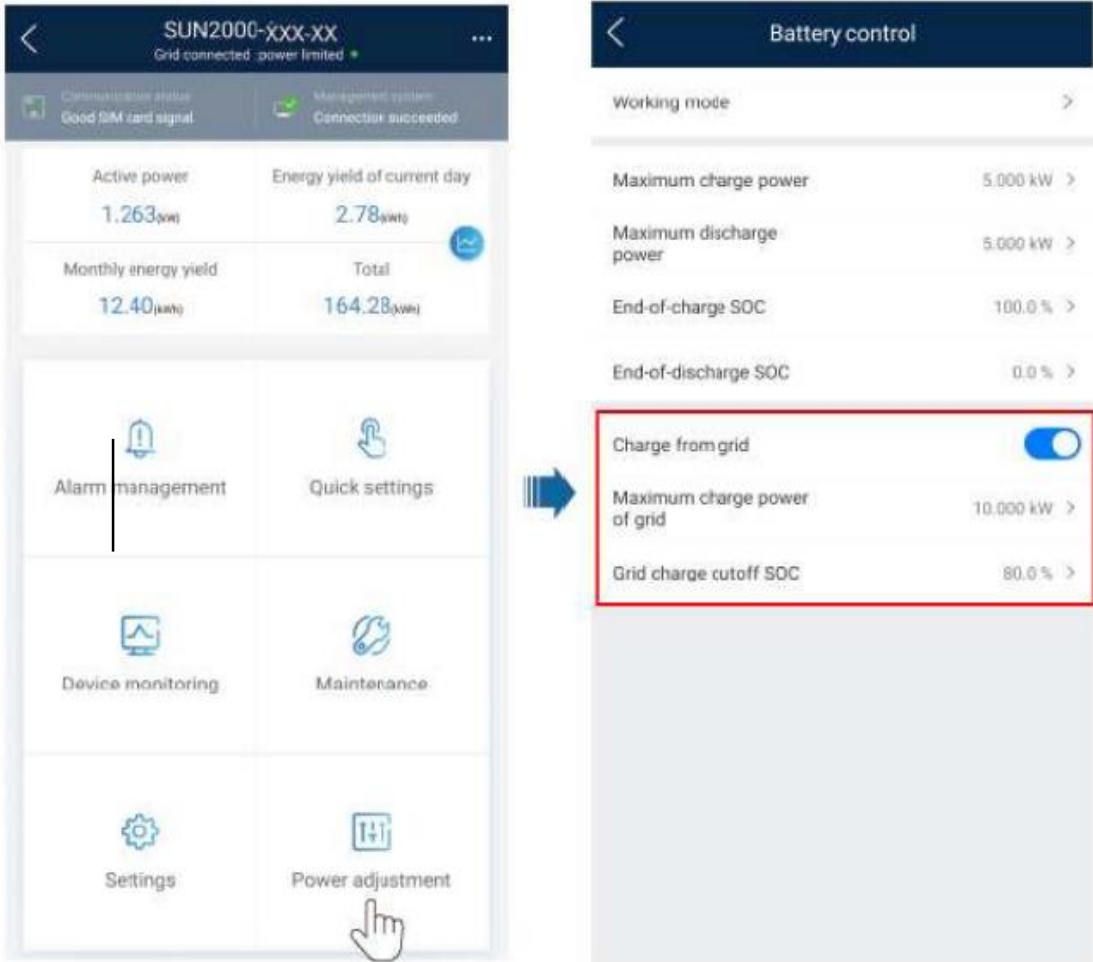 SUN2000-XXX-XX
Grid connected :power limited
Communication status
Good SIM card signal
Management system
Connection succeeded
Active power
1.263(kW)
Energy yield of current day
2.78(kWh)
Monthly energy yield
12.40(kWh)
Total
164.28(kWh)
Alarm management
Quick settings
Device monitoring
Maintenance
Settings
Power adjustment
Battery control
Working mode
Maximum charge power
5.000 kW
Maximum discharge
power
5.000 kW
End-of-charge SOC
100.0 %
End-of-discharge SOC
0.0 %
Charge from grid
Maximum charge power
of grid
10.000 kW
Grid charge cutoff SOC
80.0 %